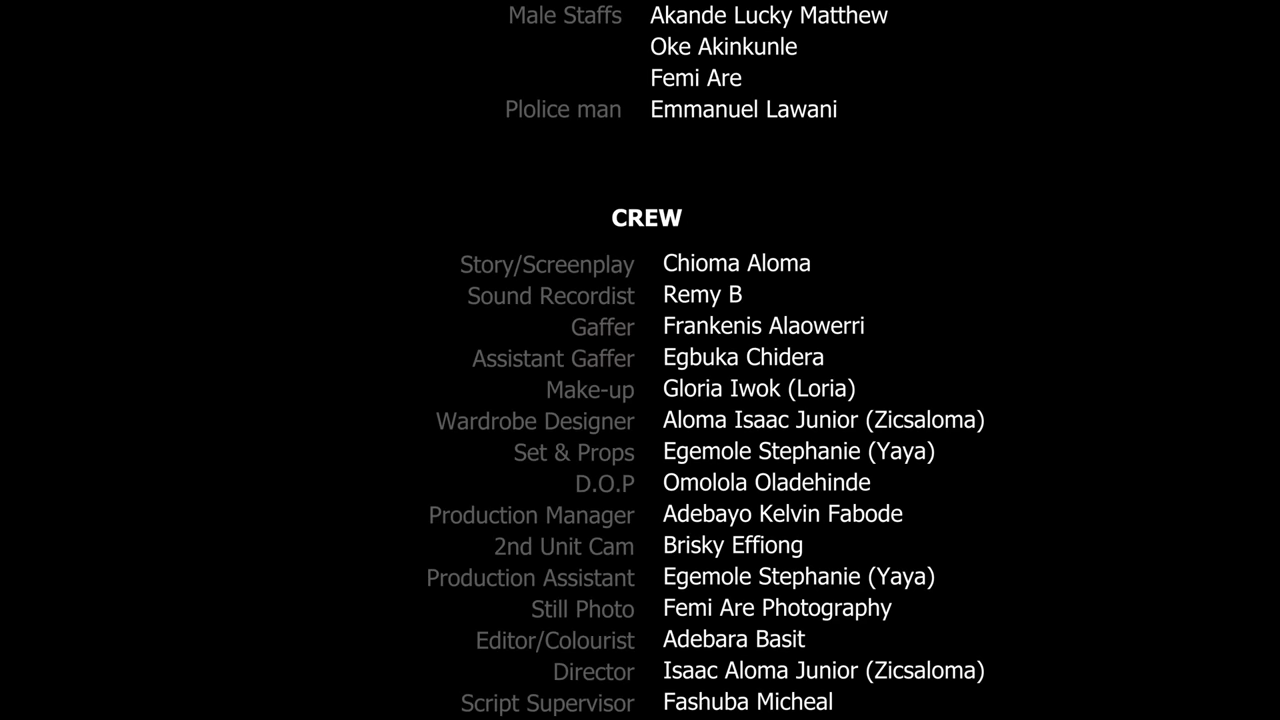 Male Staffs Akande Lucky Matthew
Oke Akinkunle
Femi Are
Plolice man Emmanuel Lawani
CREW
Story/Screenplay Chioma Aloma
Sound Recordist Remy B
Gaffer Frankenis Alaowerri
Assistant Gaffer Egbuka Chidera
Make-up Gloria Iwok (Loria)
Wardrobe Designer Aloma Isaac Junior (Zicsaloma)
Set & Props Egemole Stephanie (Yaya)
D.O.P Omolola Oladehinde
Production Manager Adebayo Kelvin Fabode
2nd Unit Cam Brisky Effiong
Production Assistant Egemole Stephanie (Yaya)
Still Photo Femi Are Photography
Editor/Colourist Adebara Basit
Director Isaac Aloma Junior (Zicsaloma)
Script Supervisor Fashuba Micheal